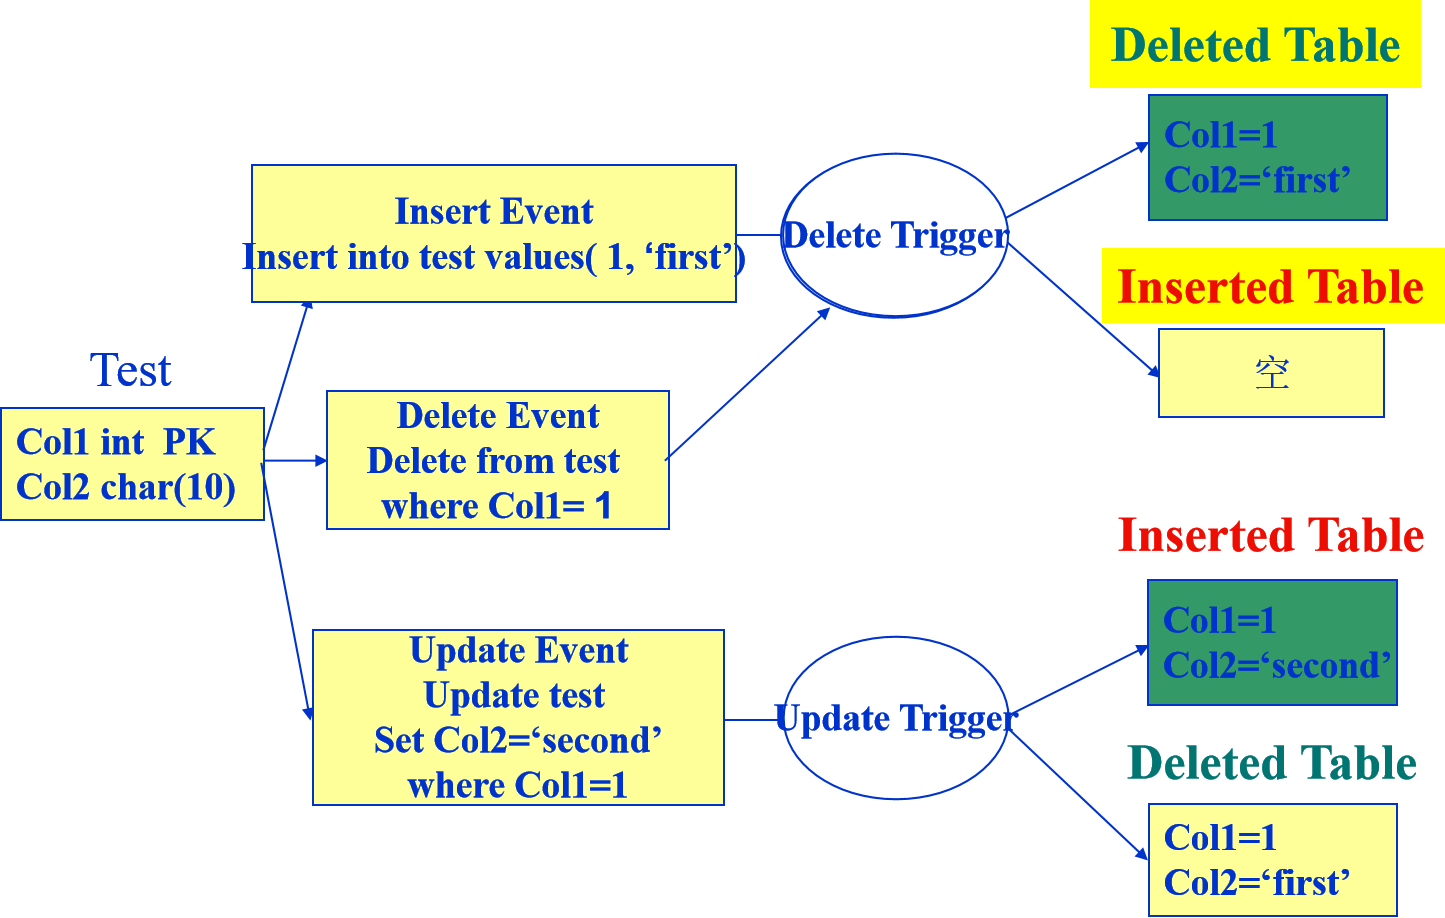 Test
Col1 int  PK
Col2 char(10)
Insert Event
Insert into test values( 1, ‘first’)
Delete Event
Delete from test
where Col1= 1
Update Event
Update test
Set Col2=‘second’
where Col1=1
Delete Trigger
Update Trigger
Deleted Table
Col1=1
Col2=‘first’
Inserted Table
空
Inserted Table
Col1=1
Col2=‘second’
Deleted Table
Col1=1
Col2=‘first’